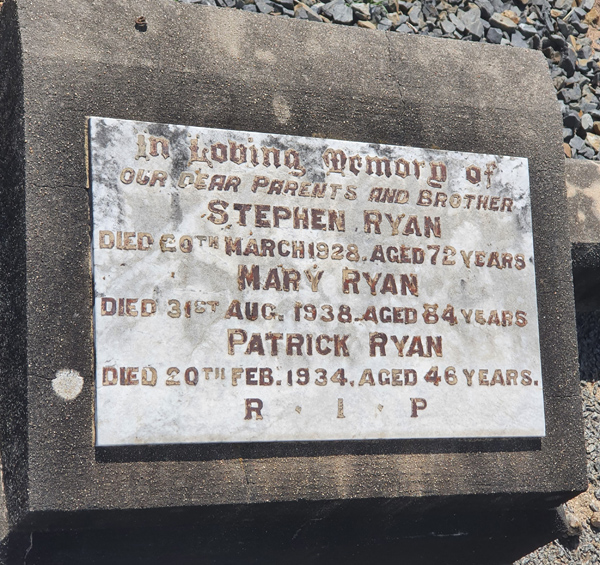 In Loving Memory of
OUR DEAR PARENTS AND BROTHER
STEPHEN RYAN
DIED 20TH MARCH 1928. AGED 72 YEARS
MARY RYAN
DIED 31ST AUG. 1938. AGED 84 YEARS
PATRICK RYAN
DIED 20TH FEB. 1934. AGED 46 YEARS.
R · I · P